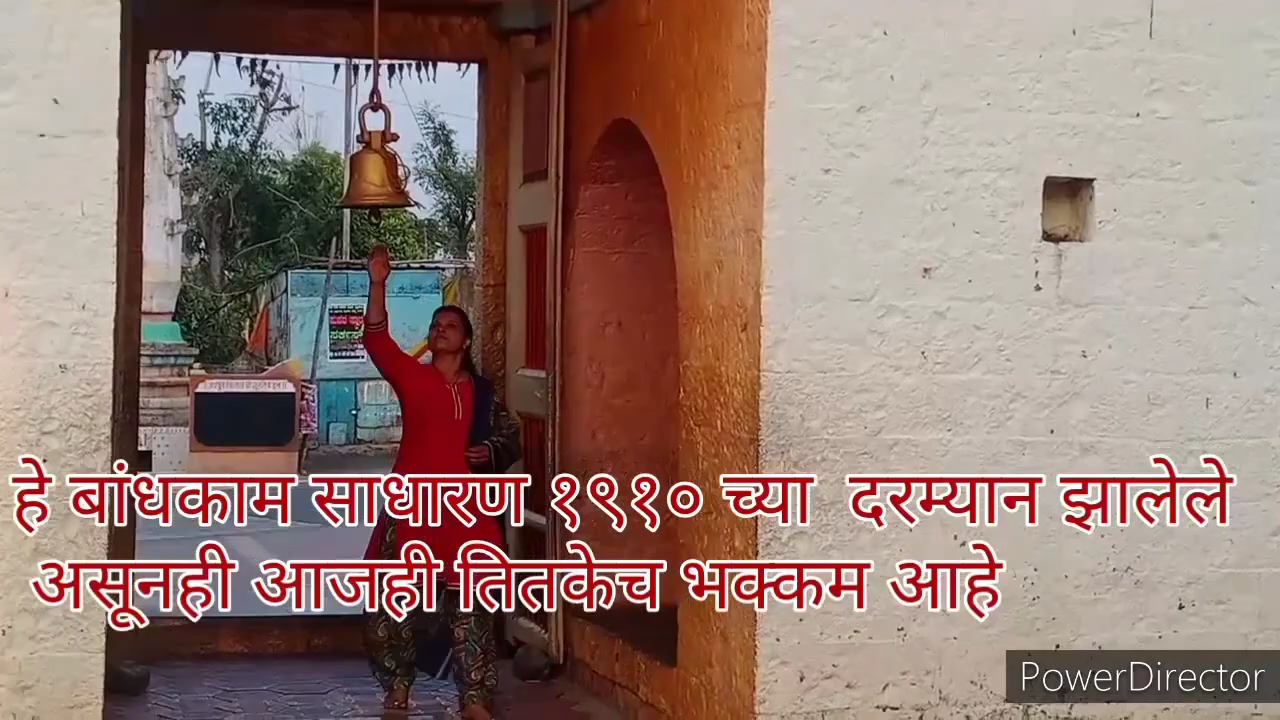 हे बांधकाम साधारण १९१० च्या दरम्यान झालेले
असूनही आजही तितकेच भक्कम आहे
PowerDirector